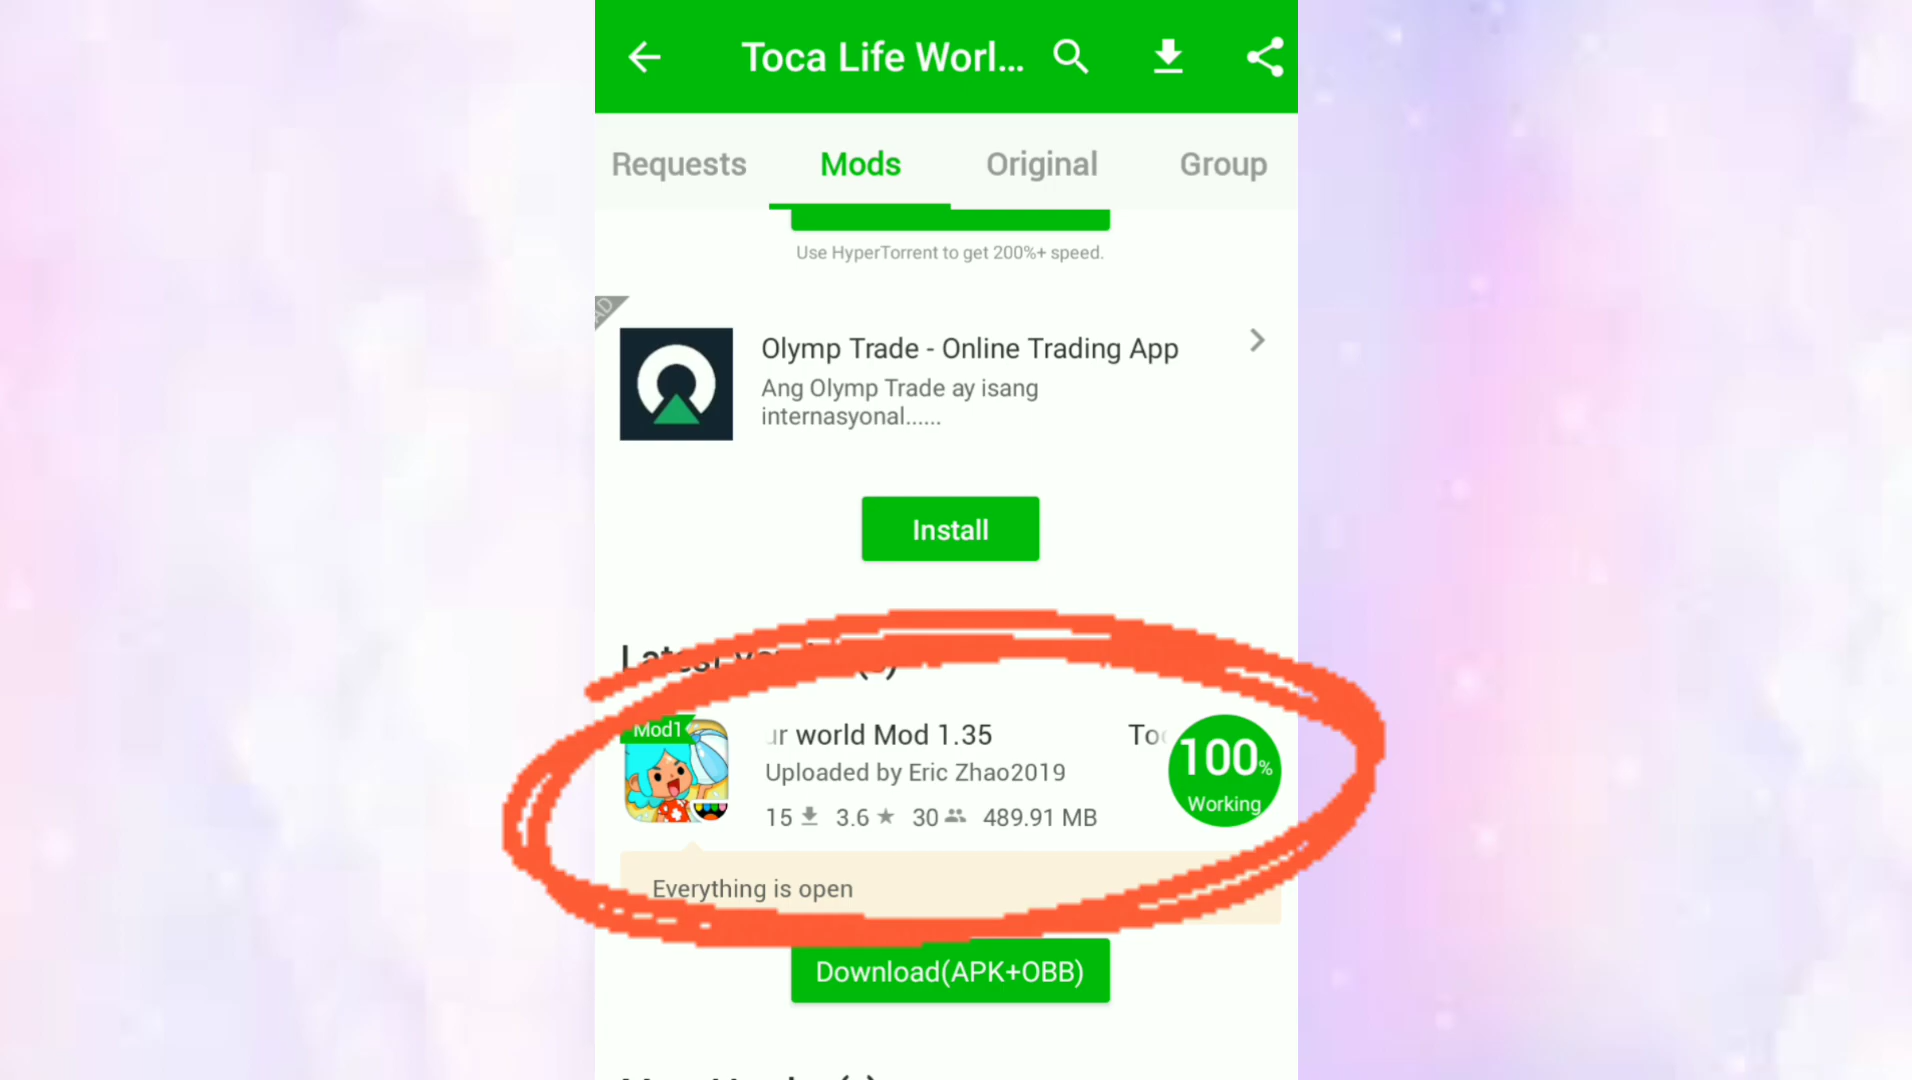 Toca Life Worl...
Requests
Mods
Original
Group
Use HyperTorrent to get 200%+ speed.
AD
Olymp Trade - Online Trading App
Ang Olymp Trade ay isang
internasyonal......
Install
Latest
Mod1
ur world Mod 1.35
To
Uploaded by Eric Zhao2019
15 3.6 ★ 30 489.91 MB
100%
Working
Everything is open
Download(APK+OBB)